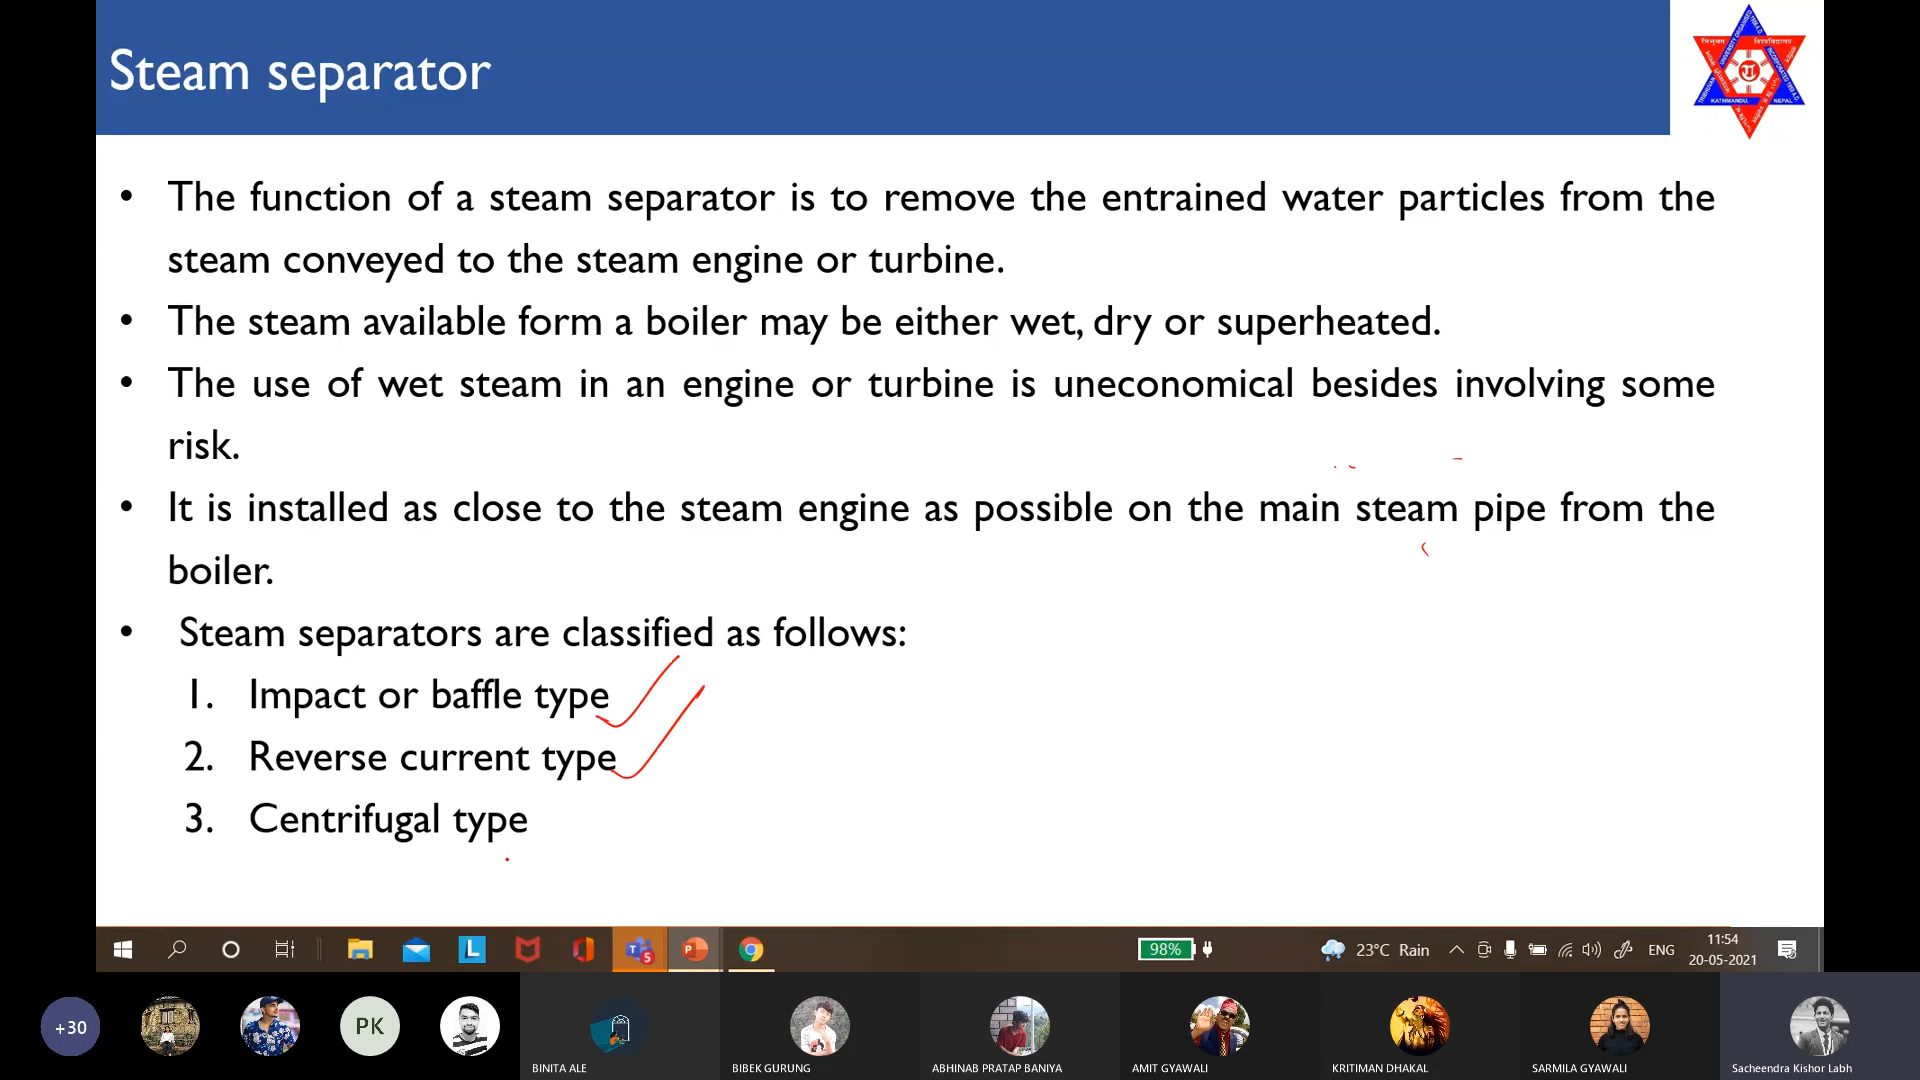 Steam separator
• The function of a steam separator is to remove the entrained water particles from the
steam conveyed to the steam engine or turbine.
• The steam available form a boiler may be either wet, dry or superheated.
• The use of wet steam in an engine or turbine is uneconomical besides involving some
risk.
• It is installed as close to the steam engine as possible on the main steam pipe from the
boiler.
• Steam separators are classified as follows:
1. Impact or baffle type
2. Reverse current type
3. Centrifugal type
KATHMANDU, NEPAL
98%
23°C Rain
ENG
11:54
20-05-2021
+30
PK
BINITA ALE
BIBEK GURUNG
ABHINAB PRATAP BANIYA
AMIT GYAWALI
KRITIMAN DHAKAL
SARMILA GYAWALI
Sacheendra Kishor Labh